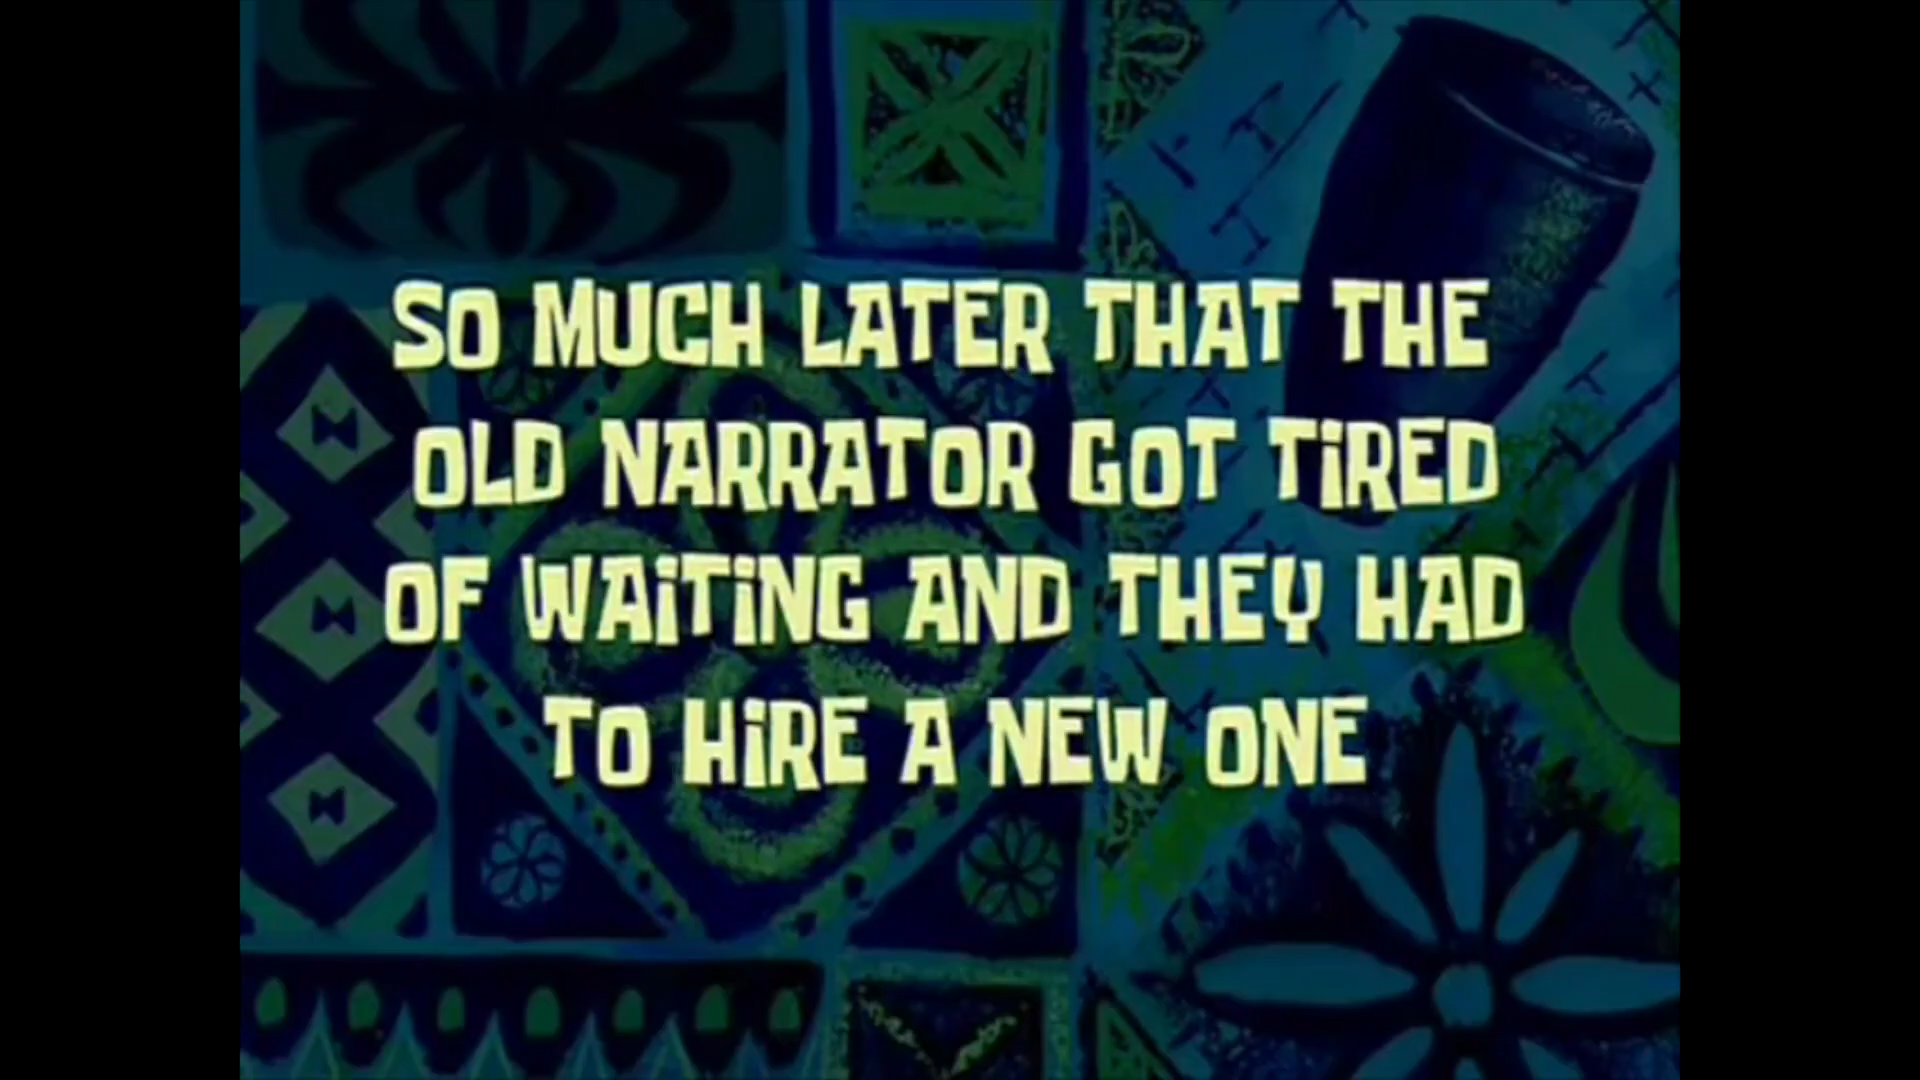 SO MUCH LATER THAT THE
OLD NARRATOR GOT TiRED
OF WAiTiNG AND THEY HAD
TO HiRE A NEW ONE